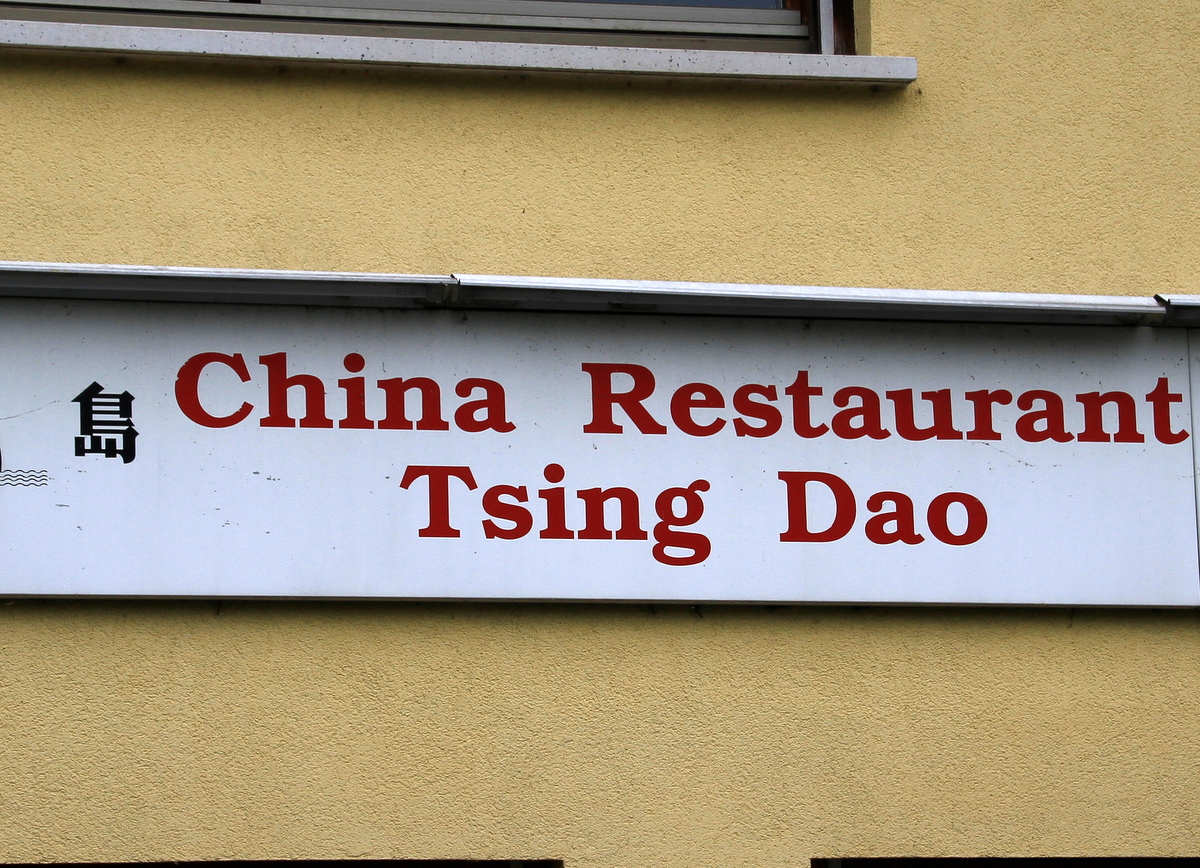 島 China Restaurant
Tsing Dao